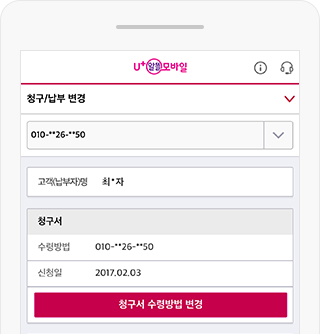 U+알뜰모바일
청구/납부 변경
010-**26-**50
고객(납부자)명 최*자
청구서
수령방법 010-**26-**50
신청일 2017.02.03
청구서 수령방법 변경